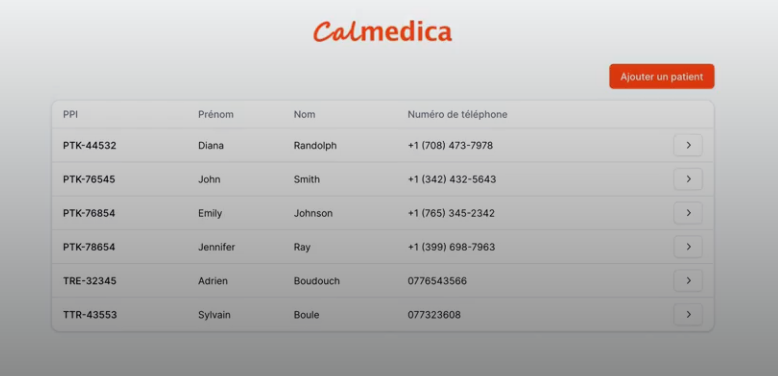 Calmedica
Ajouter un patient
PPI Prénom Nom Numéro de téléphone
PTK-44532 Diana Randolph +1 (708) 473-7978
PTK-76545 John Smith +1 (342) 432-5643
PTK-76854 Emily Johnson +1 (765) 345-2342
PTK-78654 Jennifer Ray +1 (399) 698-7963
TRE-32345 Adrien Boudouch 0776543566
TTR-43553 Sylvain Boule 077323608